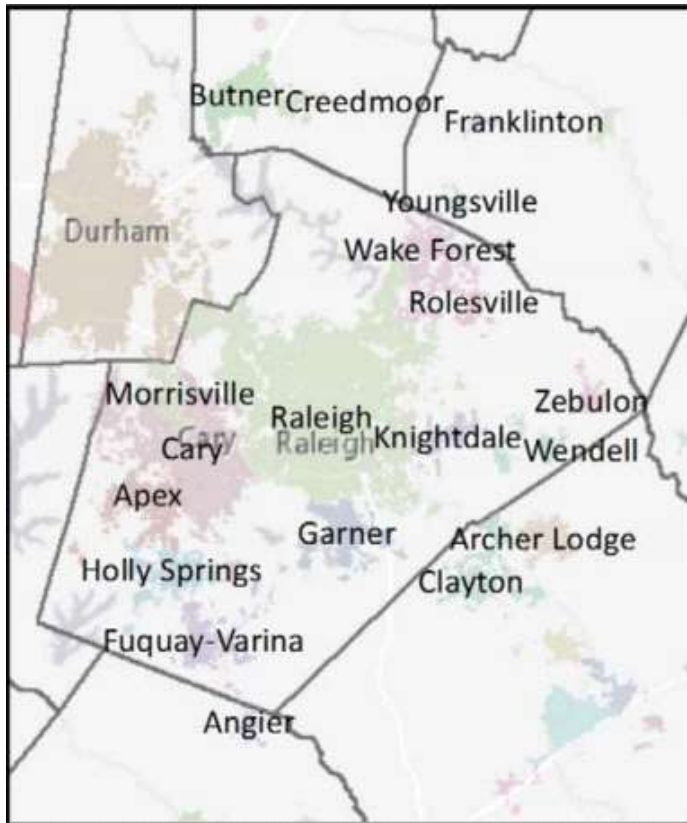 Butner
Creedmoor
Franklinton
Youngsville
Durham
Wake Forest
Rolesville
Morrisville
Zebulon
Raleigh
Cary
Raleigh
Knightdale
Cary
Wendell
Apex
Garner
Archer Lodge
Holly Springs
Clayton
Fuquay-Varina
Angier